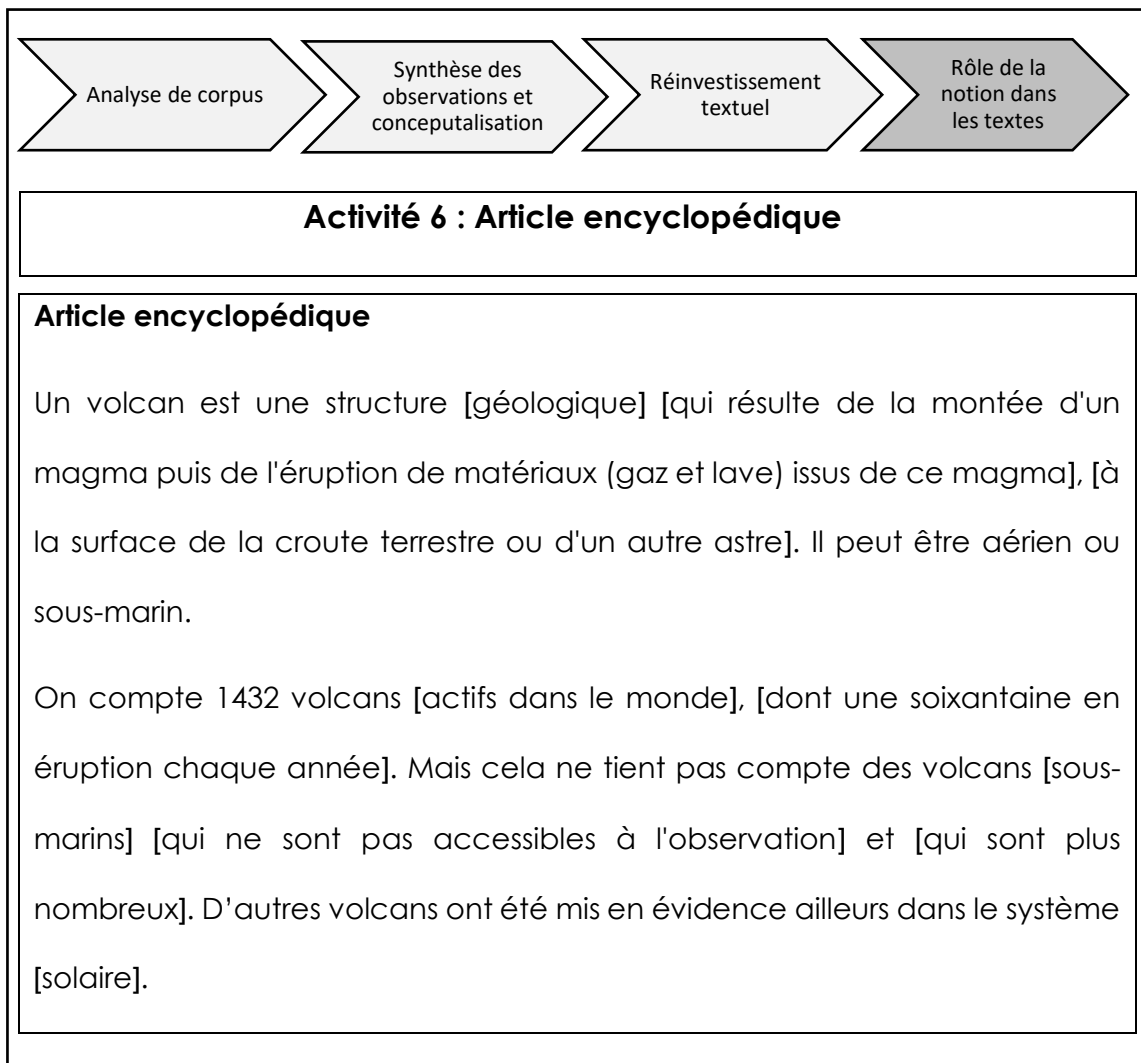 Analyse de corpus
Synthèse des
observations et
conceputalisation
Réinvestissement
textuel
Rôle de la
notion dans
les textes
Activité 6 : Article encyclopédique
Article encyclopédique
Un volcan est une structure [géologique] [qui résulte de la montée d'un
magma puis de l'éruption de matériaux (gaz et lave) issus de ce magma], [à
la surface de la croute terrestre ou d'un autre astre]. Il peut être aérien ou
sous-marin.
On compte 1432 volcans [actifs dans le monde], [dont une soixantaine en
éruption chaque année]. Mais cela ne tient pas compte des volcans [sous-
marins] [qui ne sont pas accessibles à l'observation] et [qui sont plus
nombreux]. D’autres volcans ont été mis en évidence ailleurs dans le système
[solaire].